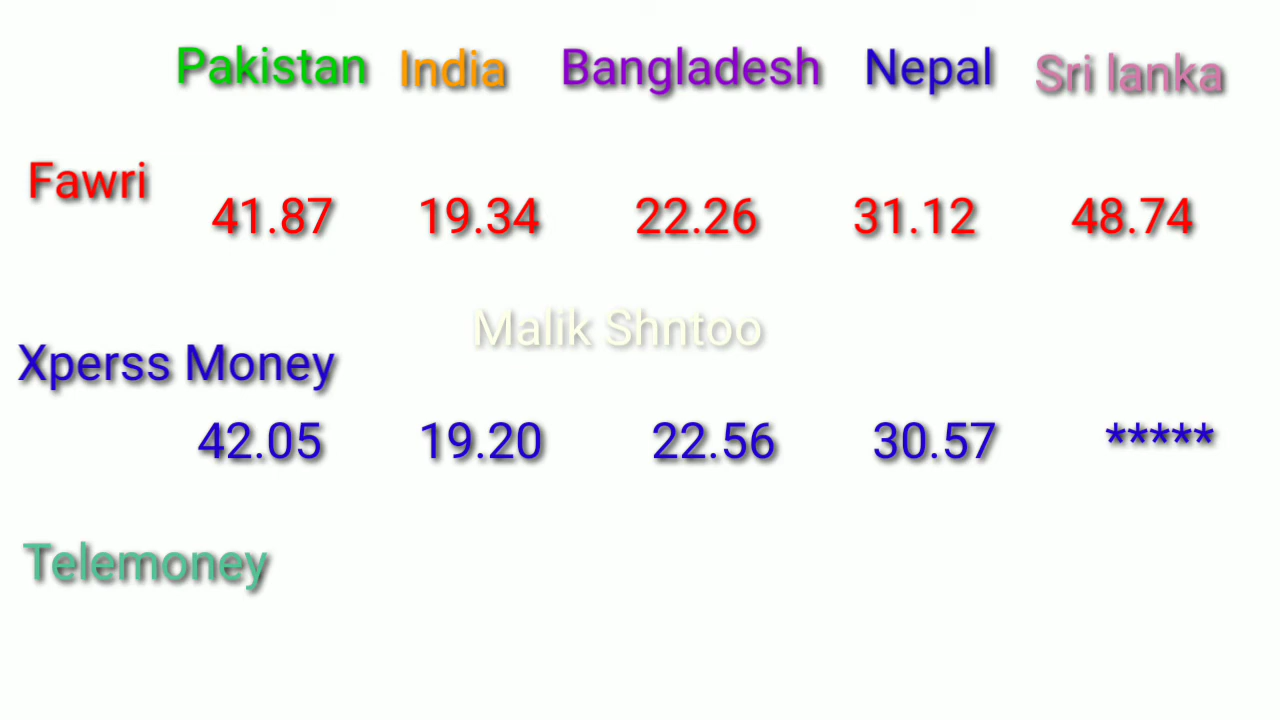 Pakistan India Bangladesh Nepal Sri lanka
Fawri
41.87 19.34 22.26 31.12 48.74
Malik Shntoo
Xperss Money
42.05 19.20 22.56 30.57 *****
Telemoney